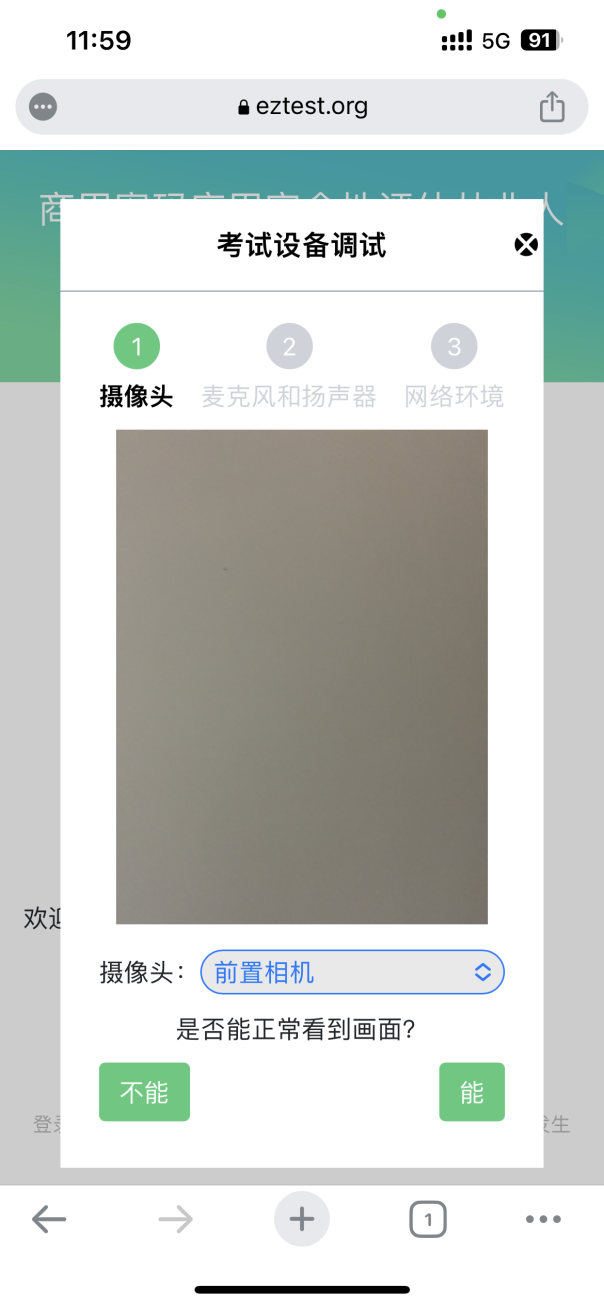 11:59
5G 91
eztest.org
考试设备调试
1
2
3
摄像头
麦克风和扬声器
网络环境
欢迎
摄像头：
前置相机
是否能正常看到画面?
不能
能
登录
发生
1